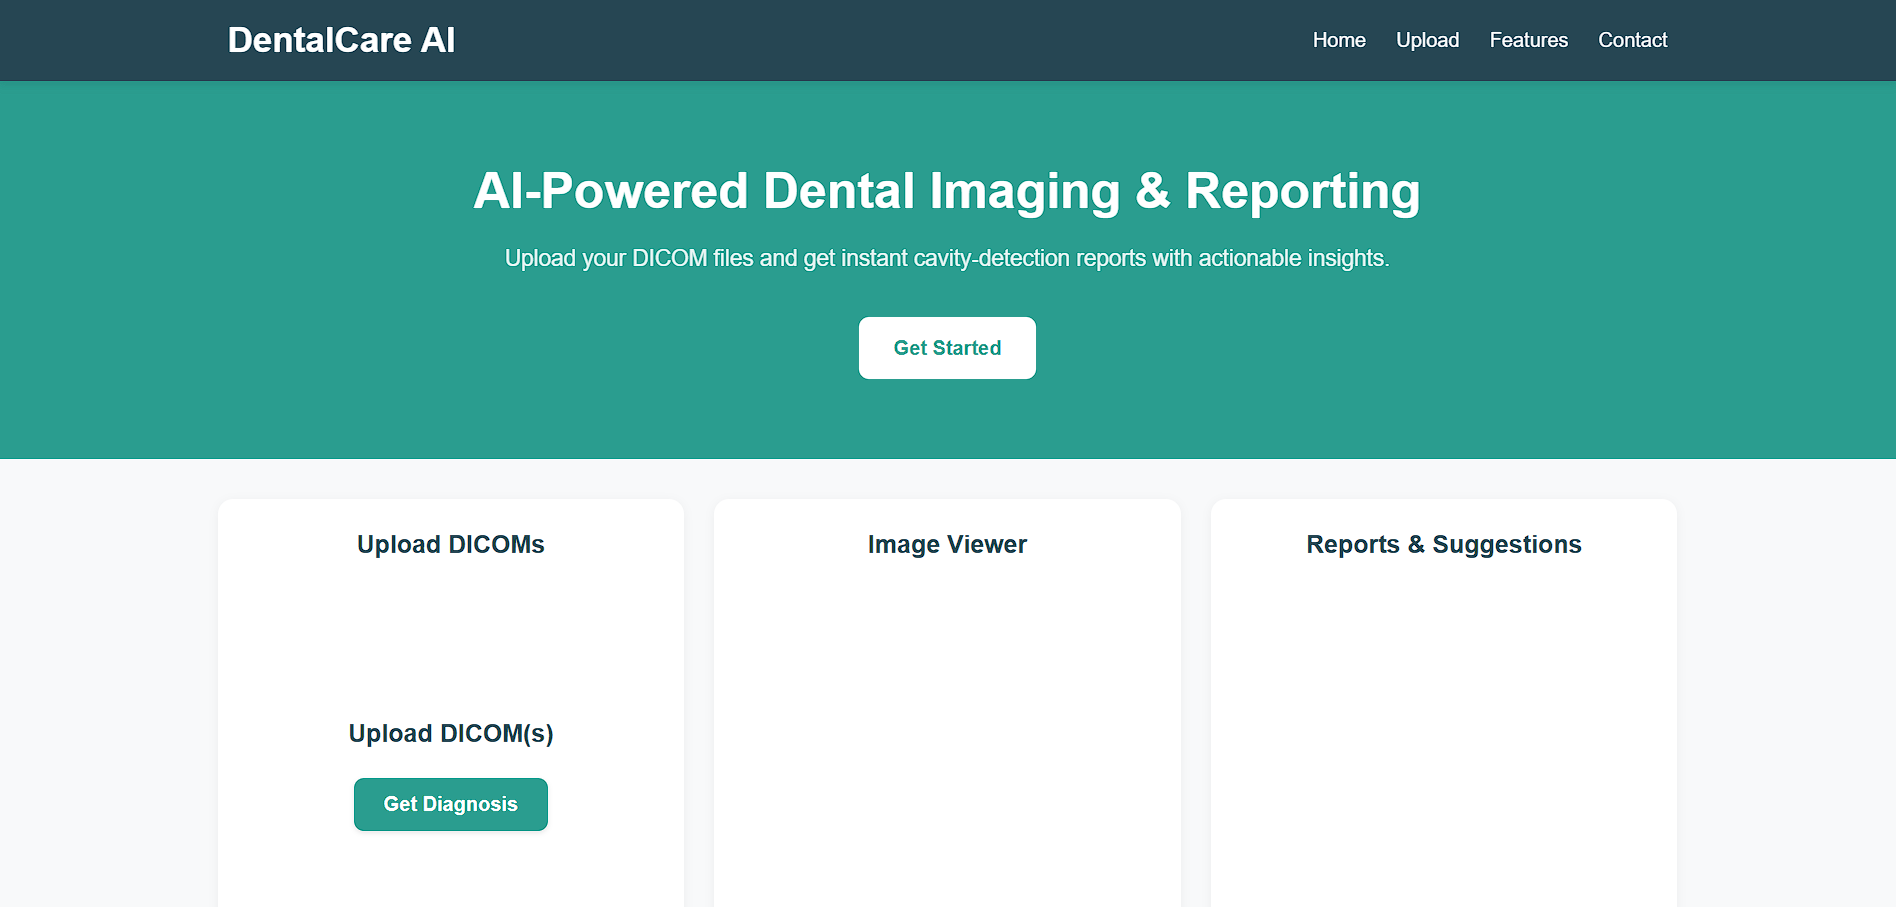 DentalCare AI
Home Upload Features Contact
AI-Powered Dental Imaging & Reporting
Upload your DICOM files and get instant cavity-detection reports with actionable insights.
Get Started
Upload DICOMs
Upload DICOM(s)
Get Diagnosis
Image Viewer
Reports & Suggestions